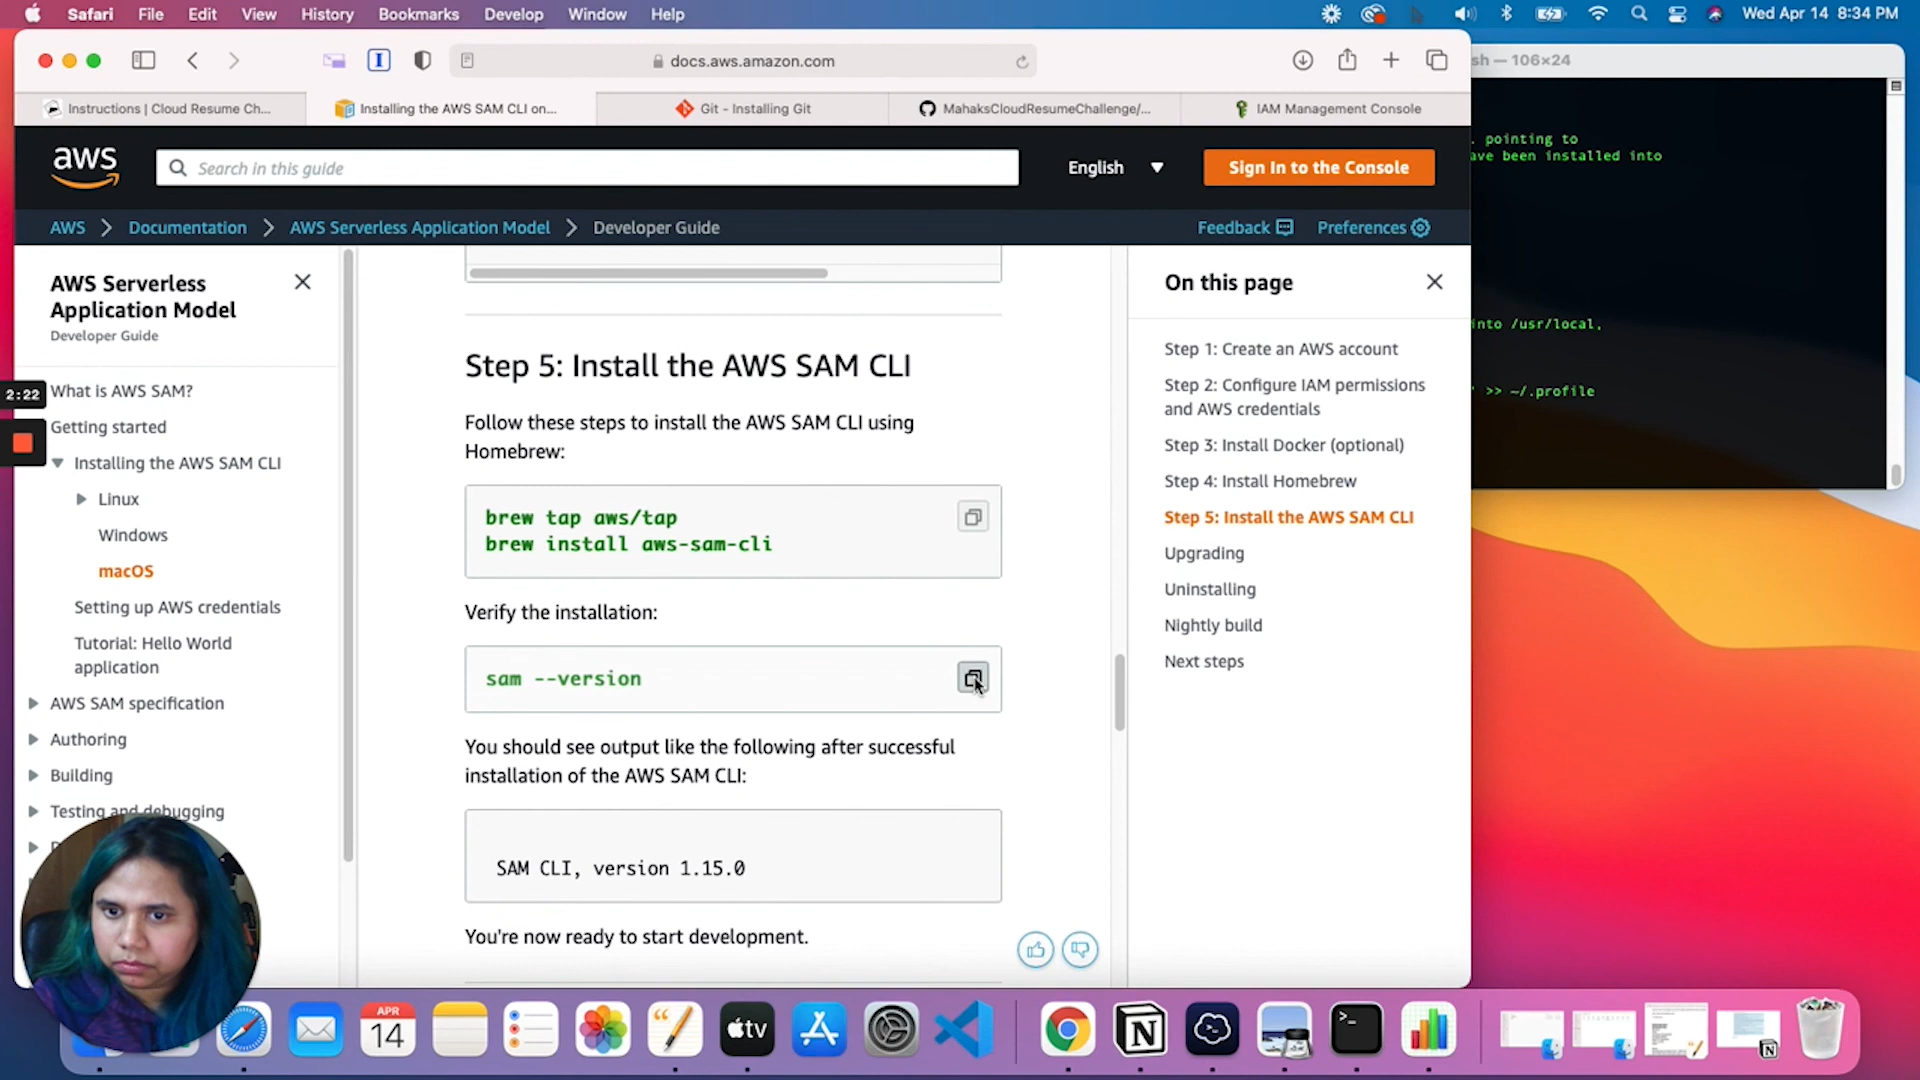 Safari File Edit View History Bookmarks Develop Window Help
Wed Apr 14 8:34 PM
docs.aws.amazon.com
sh — 106×24
Instructions | Cloud Resume Ch...
Installing the AWS SAM CLI on...
Git - Installing Git
MahaksCloudResumeChallenge/...
IAM Management Console
aws
Search in this guide
English
Sign In to the Console
AWS
Documentation
AWS Serverless Application Model
Developer Guide
Feedback
Preferences
AWS Serverless
Application Model
Developer Guide
What is AWS SAM?
Getting started
Installing the AWS SAM CLI
Linux
Windows
macOS
Setting up AWS credentials
Tutorial: Hello World
application
AWS SAM specification
Authoring
Building
Testing and debugging
2:22
Step 5: Install the AWS SAM CLI
Follow these steps to install the AWS SAM CLI using
Homebrew:
brew tap aws/tap
brew install aws-sam-cli
Verify the installation:
sam --version
You should see output like the following after successful
installation of the AWS SAM CLI:
SAM CLI, version 1.15.0
You're now ready to start development.
On this page
Step 1: Create an AWS account
Step 2: Configure IAM permissions
and AWS credentials
Step 3: Install Docker (optional)
Step 4: Install Homebrew
Step 5: Install the AWS SAM CLI
Upgrading
Uninstalling
Nightly build
Next steps
. pointing to
ave been installed into
into /usr/local,
' >> ~/.profile
APR
14
tv